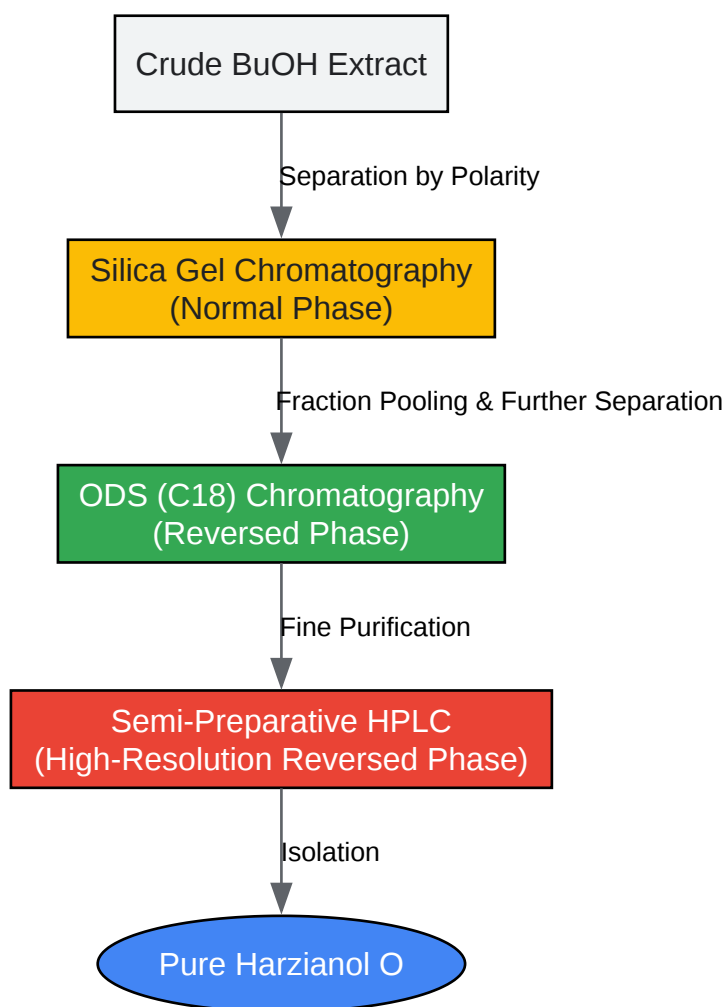 Crude BuOH Extract
Separation by Polarity
Silica Gel Chromatography
(Normal Phase)
Fraction Pooling & Further Separation
ODS (C18) Chromatography
(Reversed Phase)
Fine Purification
Semi-Preparative HPLC
(High-Resolution Reversed Phase)
Isolation
Pure Harzianol O